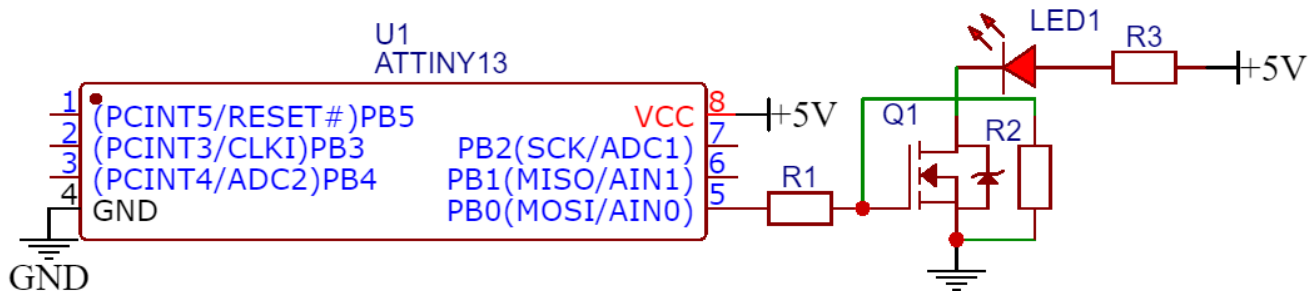 U1
ATTINY13
1 (PCINT5/RESET#)PB5
2 (PCINT3/CLKI)PB3
3 (PCINT4/ADC2)PB4
4 GND
GND
VCC 8 +5V
PB2(SCK/ADC1) 7
PB1(MISO/AIN1) 6
PB0(MOSI/AIN0) 5
R1
Q1
R2
LED1
R3
+5V